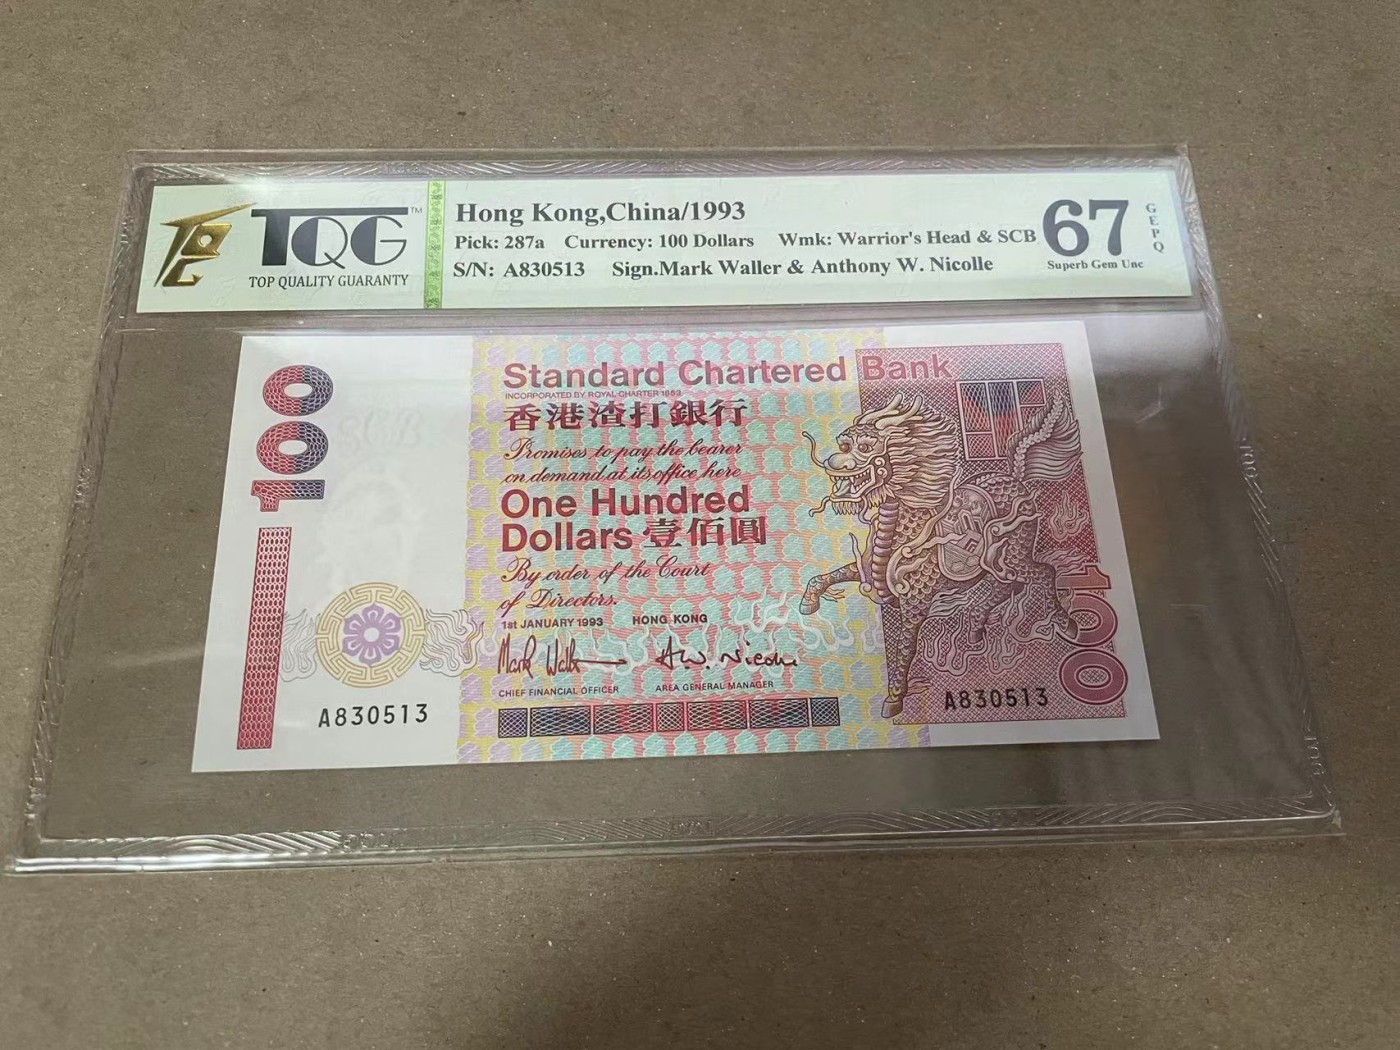 TQG™
TOP QUALITY GUARANTY
Hong Kong,China/1993
Pick: 287a Currency: 100 Dollars Wmk: Warrior's Head & SCB
S/N: A830513 Sign.Mark Waller & Anthony W. Nicolle
67
Superb Gem Unc
GEPQ
100
Standard Chartered Bank
INCORPORATED BY ROYAL CHARTER 1853
香港渣打銀行
Promises to pay the bearer
on demand at its office here
One Hundred
Dollars 壹佰圓
By order of the Court
of Directors.
1st JANUARY 1993 HONG KONG
Mark Waller A.W. Nicolle
CHIEF FINANCIAL OFFICER AREA GENERAL MANAGER
A830513
A830513
100